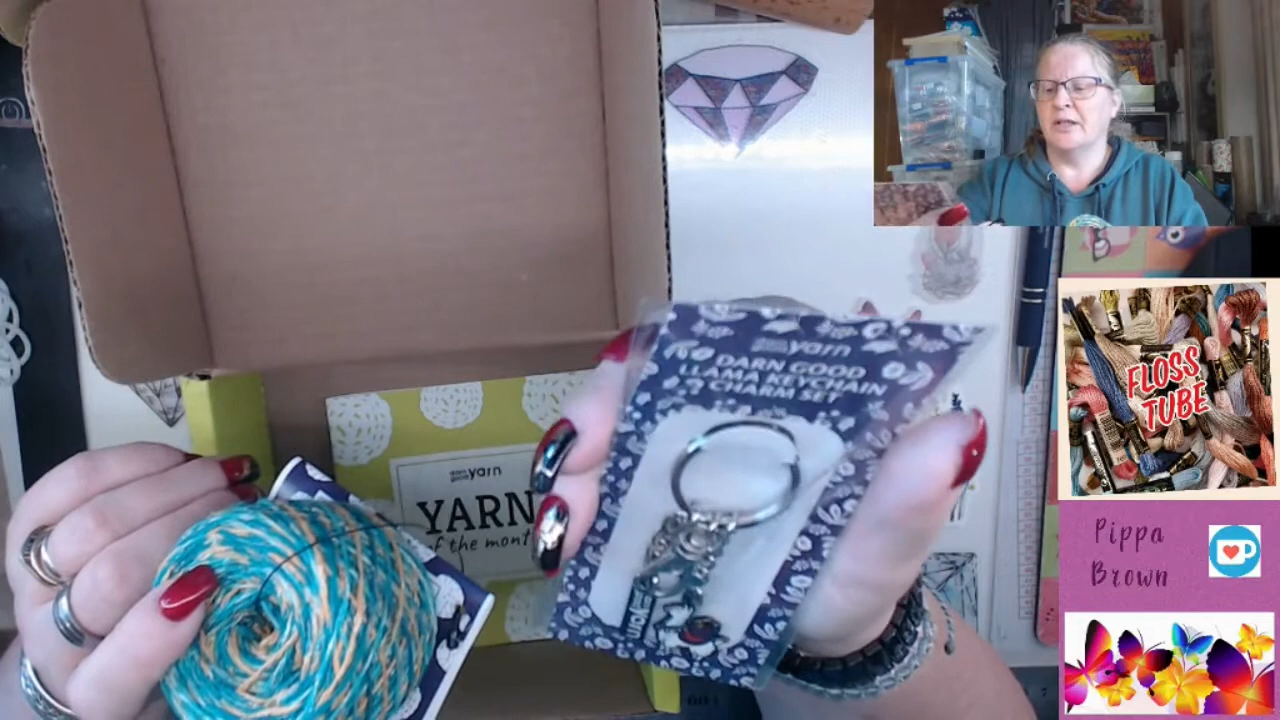 yarn
DARN GOOD
LLAMA KEYCHAIN
CHARM SET
yarn
YARN
of the mont
FLOSS
TUBE
Pippa
Brown